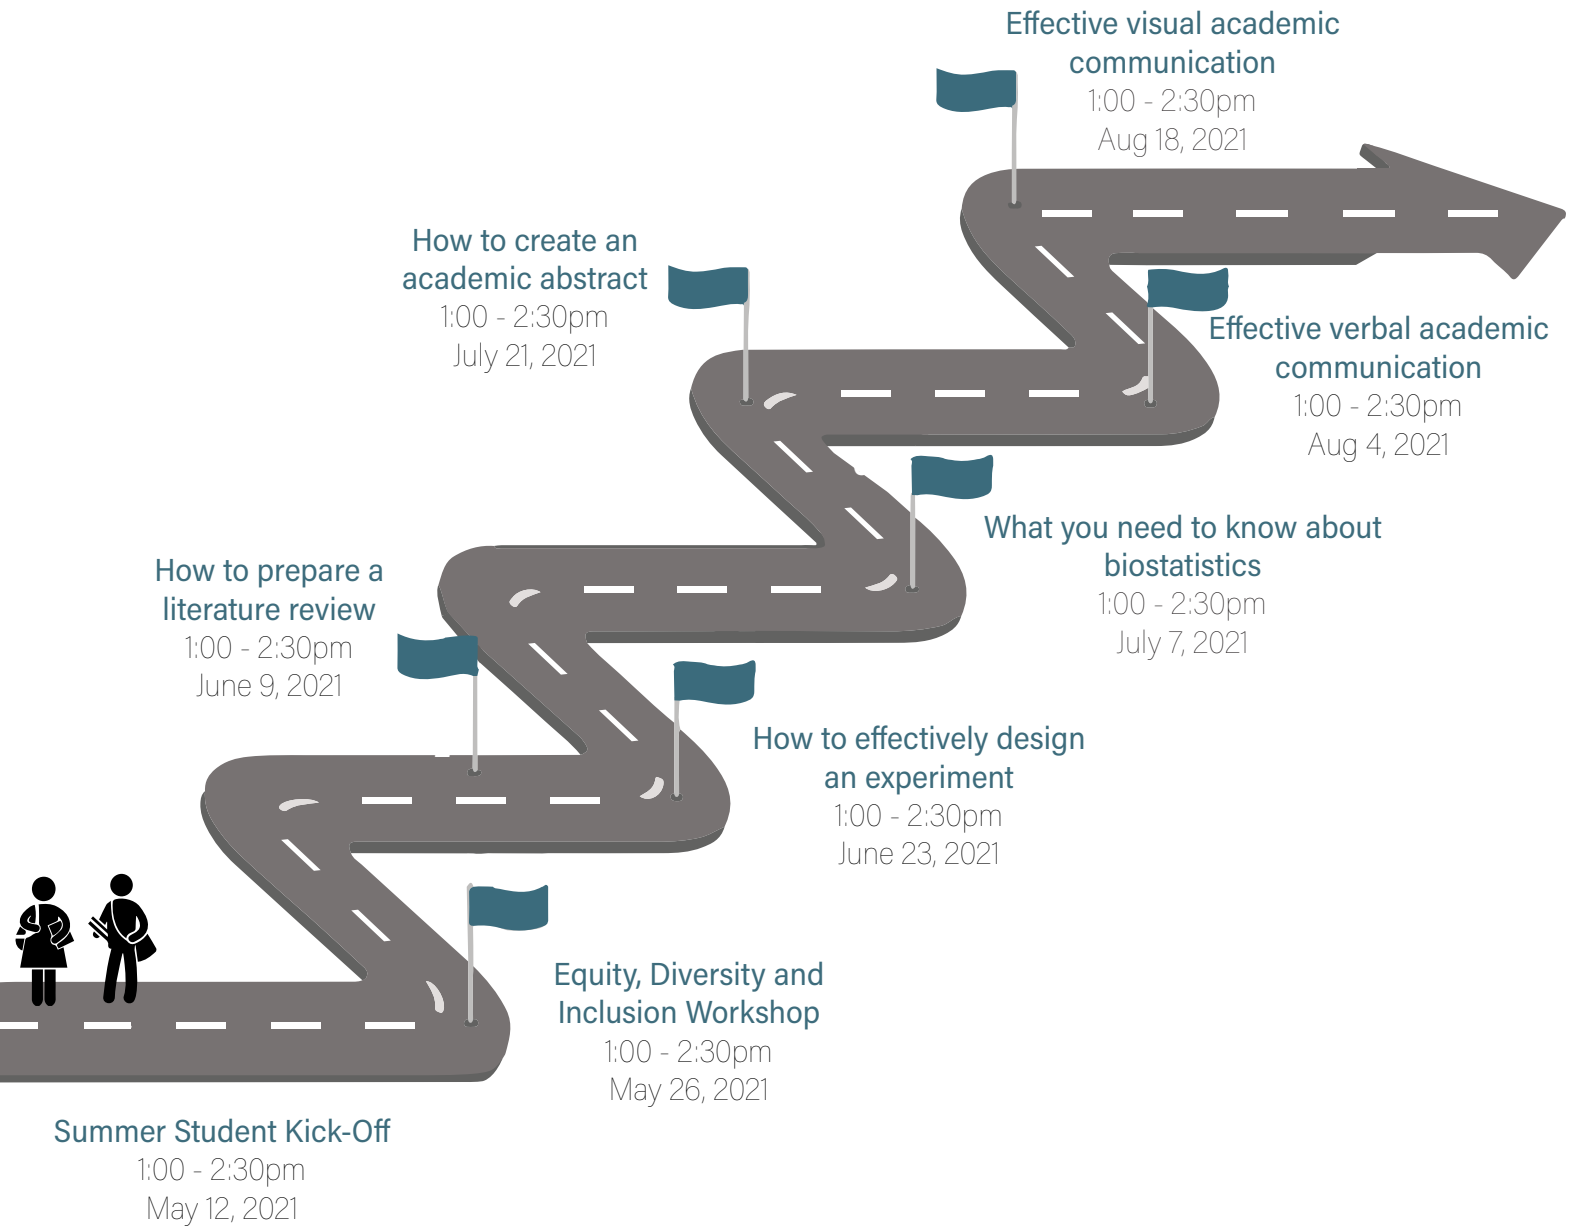 Effective visual academic
communication
1:00 - 2:30pm
Aug 18, 2021
How to create an
academic abstract
1:00 - 2:30pm
July 21, 2021
Effective verbal academic
communication
1:00 - 2:30pm
Aug 4, 2021
What you need to know about
biostatistics
1:00 - 2:30pm
July 7, 2021
How to prepare a
literature review
1:00 - 2:30pm
June 9, 2021
How to effectively design
an experiment
1:00 - 2:30pm
June 23, 2021
Equity, Diversity and
Inclusion Workshop
1:00 - 2:30pm
May 26, 2021
Summer Student Kick-Off
1:00 - 2:30pm
May 12, 2021